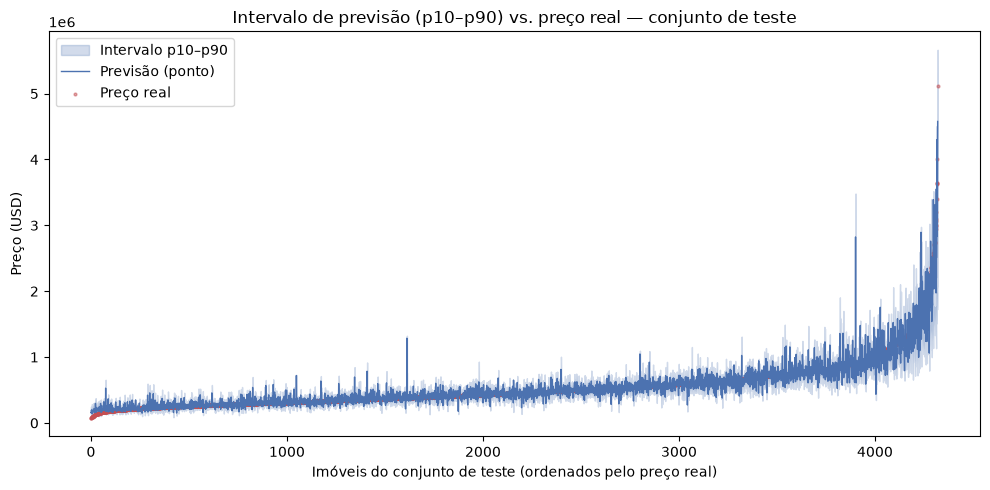 Intervalo de previsão (p10–p90) vs. preço real — conjunto de teste
1e6
Intervalo p10–p90
Previsão (ponto)
Preço real
5
4
3
2
1
0
Preço (USD)
0 1000 2000 3000 4000
Imóveis do conjunto de teste (ordenados pelo preço real)